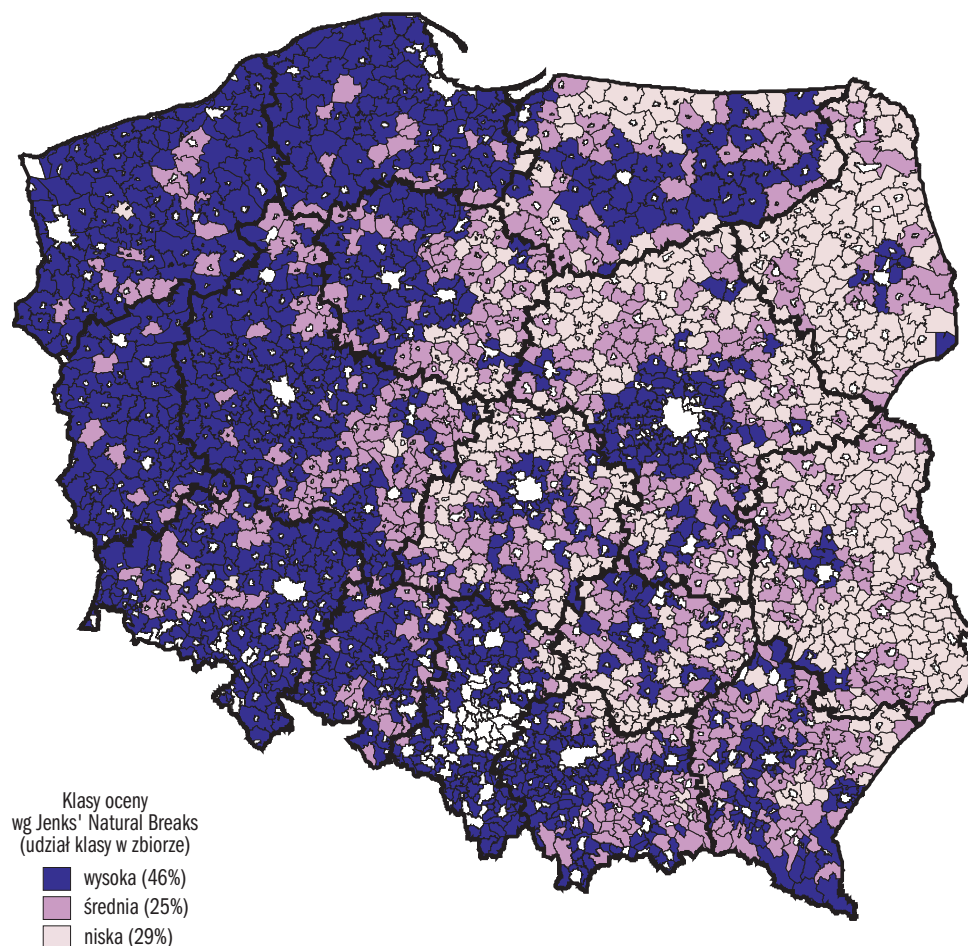 Klasy oceny
wg Jenks' Natural Breaks
(udział klasy w zbiorze)
wysoka (46%)
średnia (25%)
niska (29%)